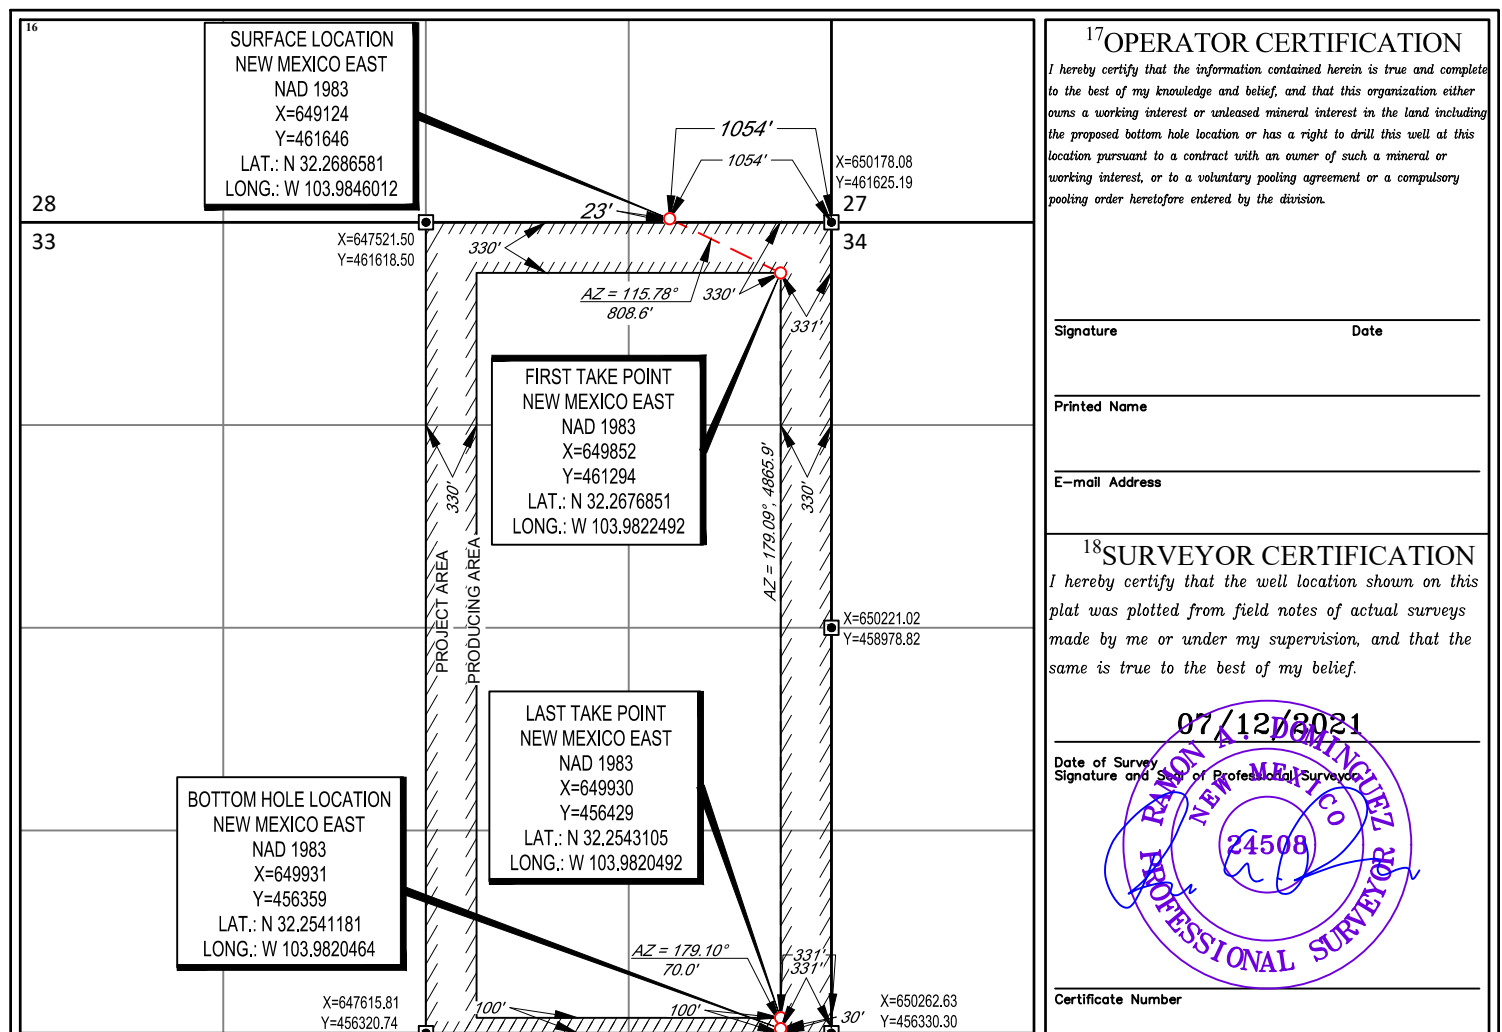 16
SURFACE LOCATION
NEW MEXICO EAST
NAD 1983
X=649124
Y=461646
LAT.: N 32.2686581
LONG.: W 103.9846012
1054'
1054'
X=650178.08
Y=461625.19
28
27
23'
33
34
X=647521.50
Y=461618.50
330'
AZ = 115.78°
808.6'
330'
331'
FIRST TAKE POINT
NEW MEXICO EAST
NAD 1983
X=649852
Y=461294
LAT.: N 32.2676851
LONG.: W 103.9822492
330'
AZ = 179.09°, 4865.9'
330'
PROJECT AREA
PRODUCING AREA
X=650221.02
Y=458978.82
LAST TAKE POINT
NEW MEXICO EAST
NAD 1983
X=649930
Y=456429
LAT.: N 32.2543105
LONG.: W 103.9820492
BOTTOM HOLE LOCATION
NEW MEXICO EAST
NAD 1983
X=649931
Y=456359
LAT.: N 32.2541181
LONG.: W 103.9820464
AZ = 179.10°
70.0'
331'
331'
X=647615.81
Y=456320.74
100'
100'
30'
X=650262.63
Y=456330.30
17OPERATOR CERTIFICATION
I hereby certify that the information contained herein is true and complete
to the best of my knowledge and belief, and that this organization either
owns a working interest or unleased mineral interest in the land including
the proposed bottom hole location or has a right to drill this well at this
location pursuant to a contract with an owner of such a mineral or
working interest, or to a voluntary pooling agreement or a compulsory
pooling order heretofore entered by the division.
Signature Date
Printed Name
E-mail Address
18SURVEYOR CERTIFICATION
I hereby certify that the well location shown on this
plat was plotted from field notes of actual surveys
made by me or under my supervision, and that the
same is true to the best of my belief.
07/12/2021
Date of Survey
Signature and Seal of Professional Surveyor
RAMON A. DOMINGUEZ
NEW MEXICO
24508
PROFESSIONAL SURVEYOR
Certificate Number